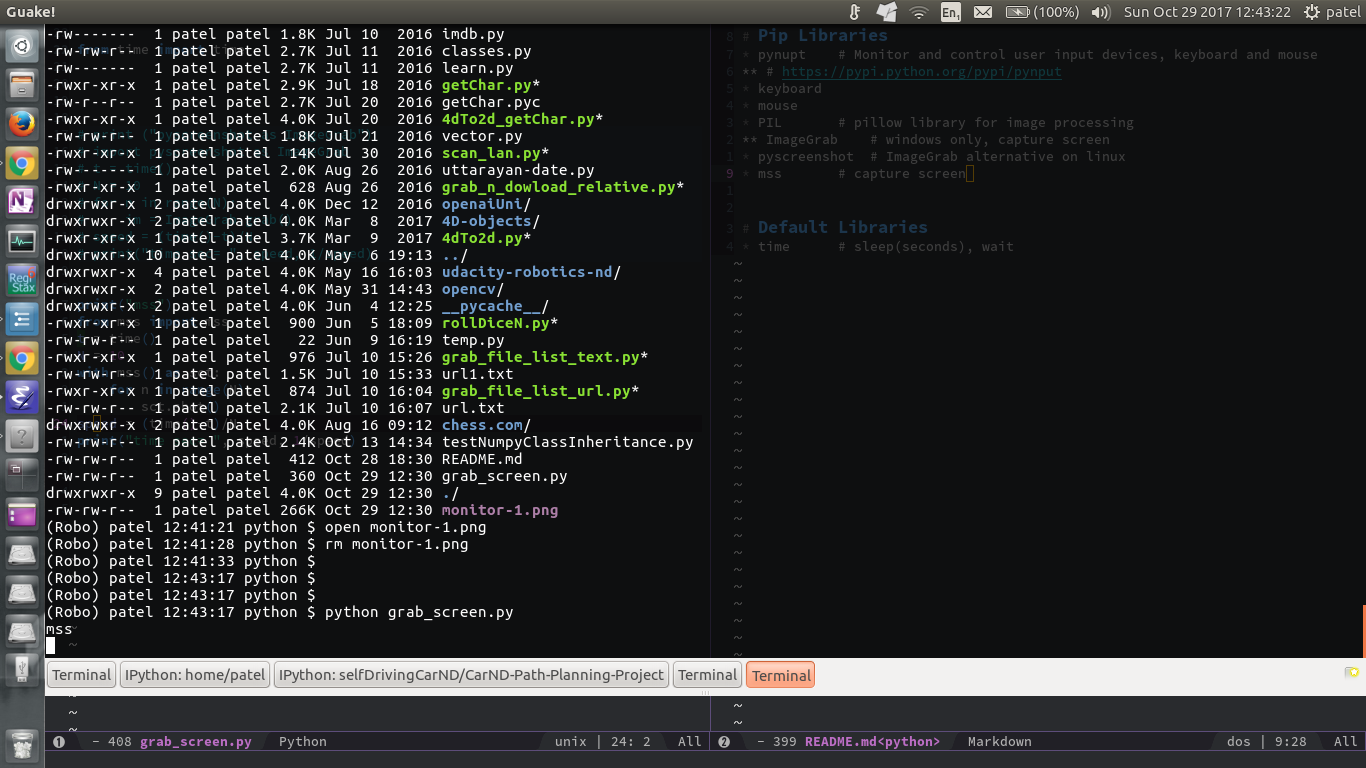 Guake!
En1
(100%)
Sun Oct 29 2017 12:43:22
patel
-rw------- 1 patel patel 1.8K Jul 10 2016 imdb.py
-rw-rw-r-- 1 patel patel 2.7K Jul 11 2016 classes.py
-rw------- 1 patel patel 2.7K Jul 11 2016 learn.py
-rwxr-xr-x 1 patel patel 2.9K Jul 18 2016 getChar.py*
-rw-r--r-- 1 patel patel 2.7K Jul 20 2016 getChar.pyc
-rwxr-xr-x 1 patel patel 4.0K Jul 20 2016 4dTo2d_getChar.py*
-rw-rw-r-- 1 patel patel 1.8K Jul 21 2016 vector.py
-rwxr-xr-x 1 patel patel 14K Jul 30 2016 scan_lan.py*
-rw-rw-r-- 1 patel patel 2.0K Aug 26 2016 uttarayan-date.py
-rwxr-xr-x 1 patel patel 628 Aug 26 2016 grab_n_dowload_relative.py*
drwxrwxr-x 2 patel patel 4.0K Dec 12 2016 openaiUni/
drwxrwxr-x 2 patel patel 4.0K Mar 8 2017 4D-objects/
-rwxr-xr-x 1 patel patel 3.7K Mar 9 2017 4dTo2d.py*
drwxrwxr-x 10 patel patel 4.0K May 6 19:13 ../
drwxrwxr-x 4 patel patel 4.0K May 16 16:03 udacity-robotics-nd/
drwxrwxr-x 2 patel patel 4.0K May 31 14:43 opencv/
drwxrwxr-x 2 patel patel 4.0K Jun 4 12:25 __pycache__/
-rwxr-xr-x 1 patel patel 900 Jun 5 18:09 rollDiceN.py*
-rw-rw-r-- 1 patel patel 22 Jun 9 16:19 temp.py
-rwxr-xr-x 1 patel patel 976 Jul 10 15:26 grab_file_list_text.py*
-rw-rw-r-- 1 patel patel 1.5K Jul 10 15:33 url1.txt
-rwxr-xr-x 1 patel patel 874 Jul 10 16:04 grab_file_list_url.py*
-rw-rw-r-- 1 patel patel 2.1K Jul 10 16:07 url.txt
drwxrwxr-x 2 patel patel 4.0K Aug 16 09:12 chess.com/
-rw-rw-r-- 1 patel patel 2.4K Oct 13 14:34 testNumpyClassInheritance.py
-rw-rw-r-- 1 patel patel 412 Oct 28 18:30 README.md
-rw-rw-r-- 1 patel patel 360 Oct 29 12:30 grab_screen.py
drwxrwxr-x 9 patel patel 4.0K Oct 29 12:30 ./
-rw-rw-r-- 1 patel patel 266K Oct 29 12:30 monitor-1.png
(Robo) patel 12:41:21 python $ open monitor-1.png
(Robo) patel 12:41:28 python $ rm monitor-1.png
(Robo) patel 12:41:33 python $
(Robo) patel 12:43:17 python $
(Robo) patel 12:43:17 python $
(Robo) patel 12:43:17 python $ python grab_screen.py
mss
8 # Pip Libraries
7 * pynupt # Monitor and control user input devices, keyboard and mouse
6 ** # https://pypi.python.org/pypi/pynput
5 * keyboard
4 * mouse
3 * PIL # pillow library for image processing
2 ** ImageGrab # windows only, capture screen
1 * pyscreenshot # ImageGrab alternative on linux
9 * mss # capture screen
1
2
3 # Default Libraries
4 * time # sleep(seconds), wait
Regi Stax
Terminal
IPython: home/patel
IPython: selfDrivingCarND/CarND-Path-Planning-Project
Terminal
Terminal
1 - 408 grab_screen.py Python unix | 24: 2 All
2 - 399 README.md<python> Markdown dos | 9:28 All